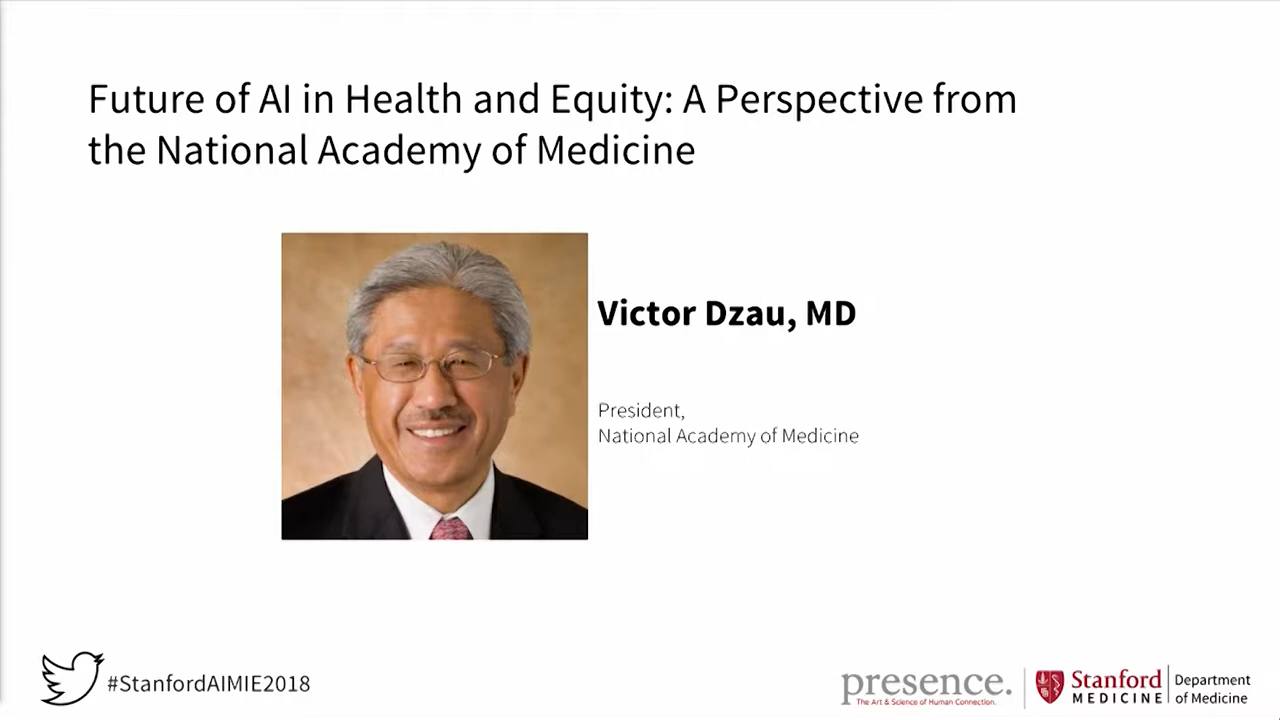 Future of AI in Health and Equity: A Perspective from
the National Academy of Medicine
Victor Dzau, MD
President,
National Academy of Medicine
#StanfordAIMIE2018
presence.
The Art & Science of Human Connection.
Stanford
MEDICINE
Department
of Medicine